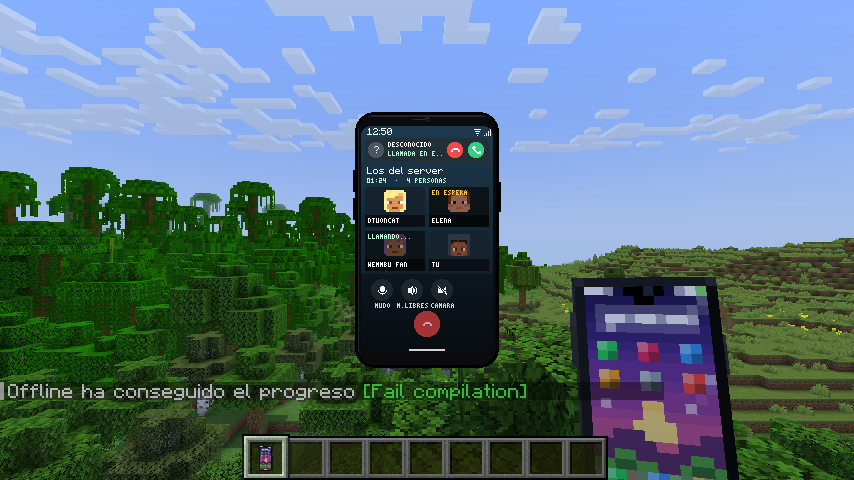 12:50
?
DESCONOCIDO
LLAMADA EN E..
Los del server
01:24 · 4 PERSONAS
EN ESPERA
DTUONCAT
ELENA
LLAMANDO...
WEMMBU FAN
TU
MUDO
M.LIBRES
CAMARA
Offline ha conseguido el progreso [Fail compilation]